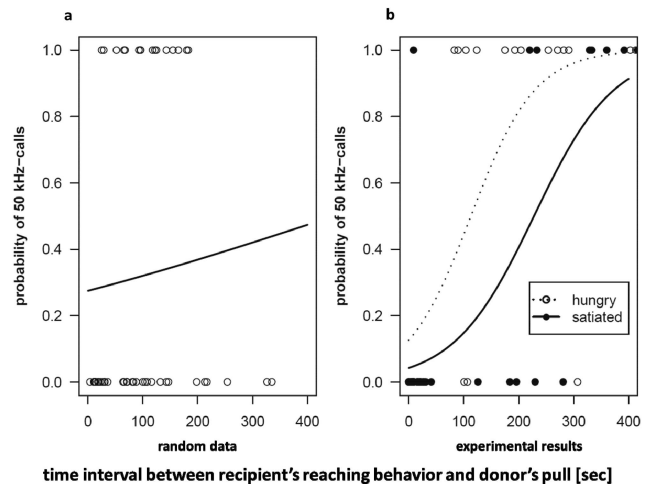 a
b
probability of 50 kHz−calls
1.0
0.8
0.6
0.4
0.2
0.0
0 100 200 300 400
random data
probability of 50 kHz−calls
1.0
0.8
0.6
0.4
0.2
0.0
hungry
satiated
0 100 200 300 400
experimental results
time interval between recipient's reaching behavior and donor's pull [sec]